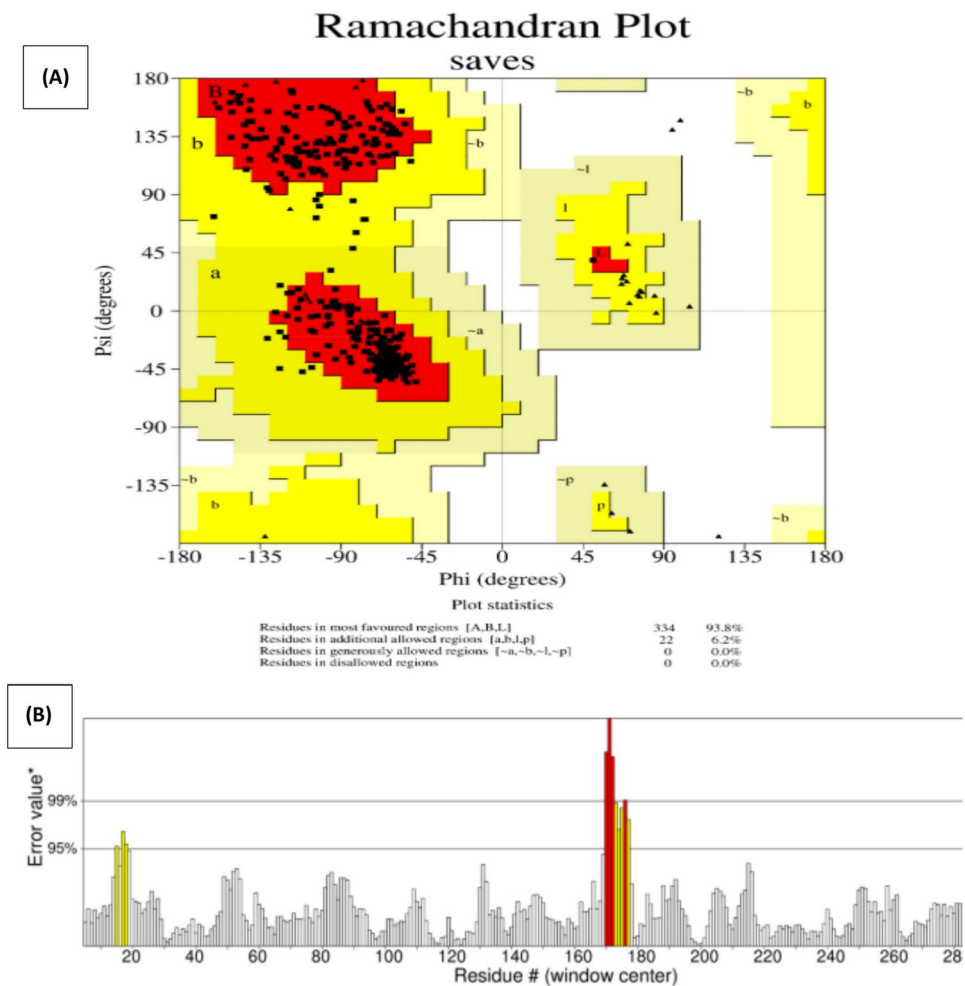 Ramachandran Plot
saves
(A)
180
135
90
45
0
-45
-90
-135
Psi (degrees)
B
b
~b
~b
b
~l
l
L
a
A
~a
~b
b
~p
p
~b
-180
-135
-90
-45
0
45
90
135
180
Phi (degrees)
Plot statistics
Residues in most favoured regions [A,B,L] 334 93.8%
Residues in additional allowed regions [a,b,l,p] 22 6.2%
Residues in generously allowed regions [~a,~b,~l,~p] 0 0.0%
Residues in disallowed regions 0 0.0%
(B)
Error value*
99%
95%
20 40 60 80 100 120 140 160 180 200 220 240 260 28
Residue # (window center)